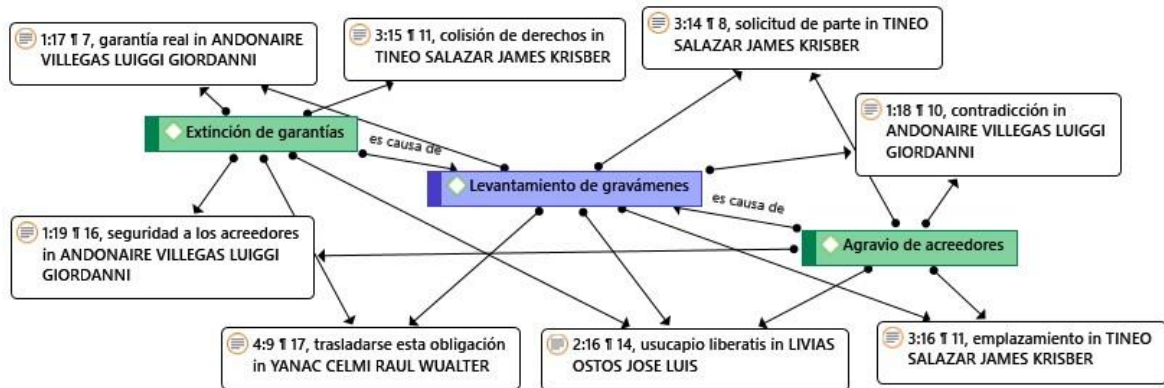 1:17 ¶ 7, garantía real in ANDONAIRE
VILLEGAS LUIGGI GIORDANNI
3:15 ¶ 11, colisión de derechos in
TINEO SALAZAR JAMES KRISBER
3:14 ¶ 8, solicitud de parte in TINEO
SALAZAR JAMES KRISBER
1:18 ¶ 10, contradicción in
ANDONAIRE VILLEGAS LUIGGI
GIORDANNI
Extinción de garantías
es causa de
Levantamiento de gravámenes
es causa de
Agravio de acreedores
1:19 ¶ 16, seguridad a los acreedores
in ANDONAIRE VILLEGAS LUIGGI
GIORDANNI
4:9 ¶ 17, trasladarse esta obligación
in YANAC CELMI RAUL WUALTER
2:16 ¶ 14, usucapio liberatis in LIVIAS
OSTOS JOSE LUIS
3:16 ¶ 11, emplazamiento in TINEO
SALAZAR JAMES KRISBER